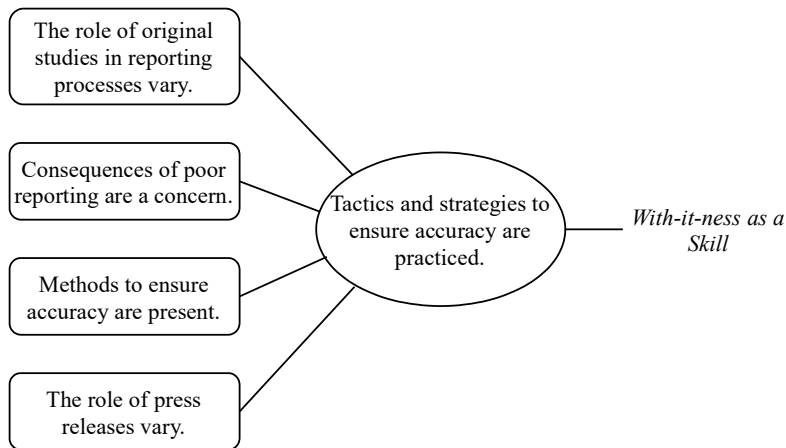 The role of original
studies in reporting
processes vary.
Consequences of poor
reporting are a concern.
Methods to ensure
accuracy are present.
The role of press
releases vary.
Tactics and strategies to
ensure accuracy are
practiced.
With-it-ness as a
Skill